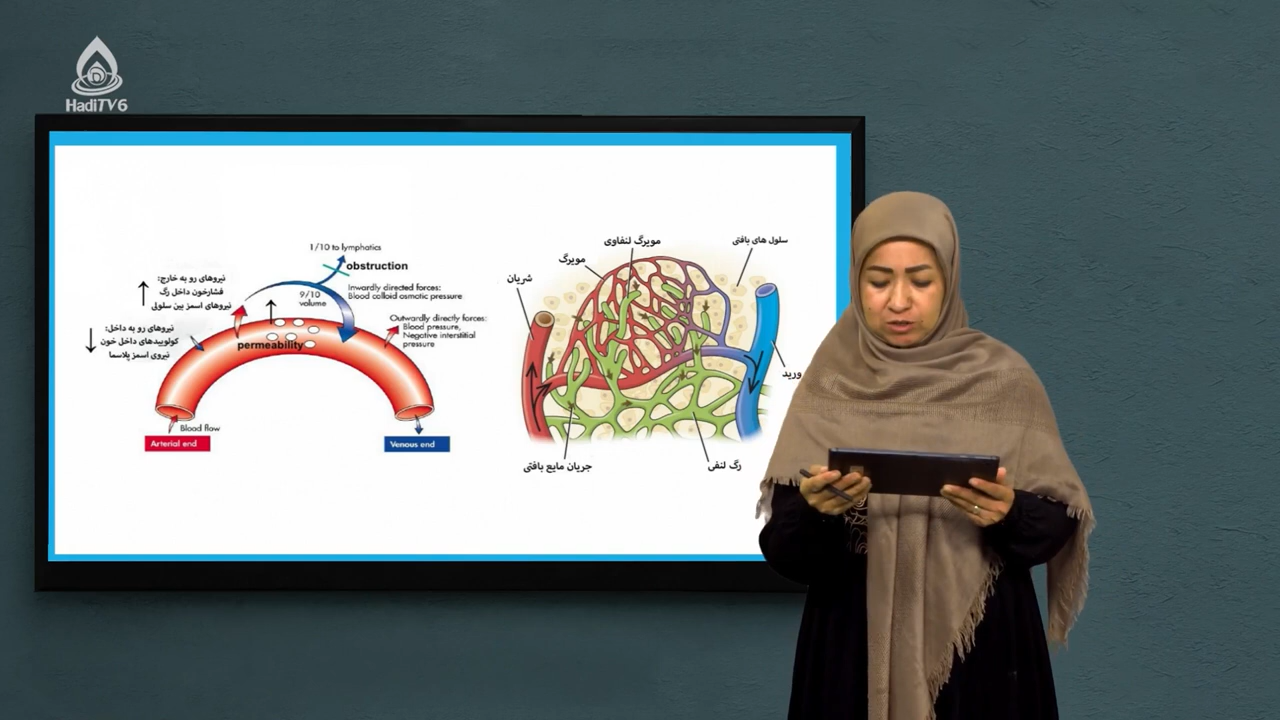 HadiTV6
1/10 to lymphatics
obstruction
نیروهای رو به خارج:
فشارخون داخل رگ
نیروهای اسمز بین سلولی
9/10
volume
Inwardly directed forces:
Blood colloid osmotic pressure
نیروهای رو به داخل:
کولوییدهای داخل خون
نیروی اسمز پلاسما
permeability
Outwardly directly forces:
Blood pressure,
Negative interstitial
pressure
Blood flow
Arterial end
Venous end
مویرگ لنفاوی
سلول های بافتی
مویرگ
شریان
ورید
جریان مایع بافتی
رگ لنفی